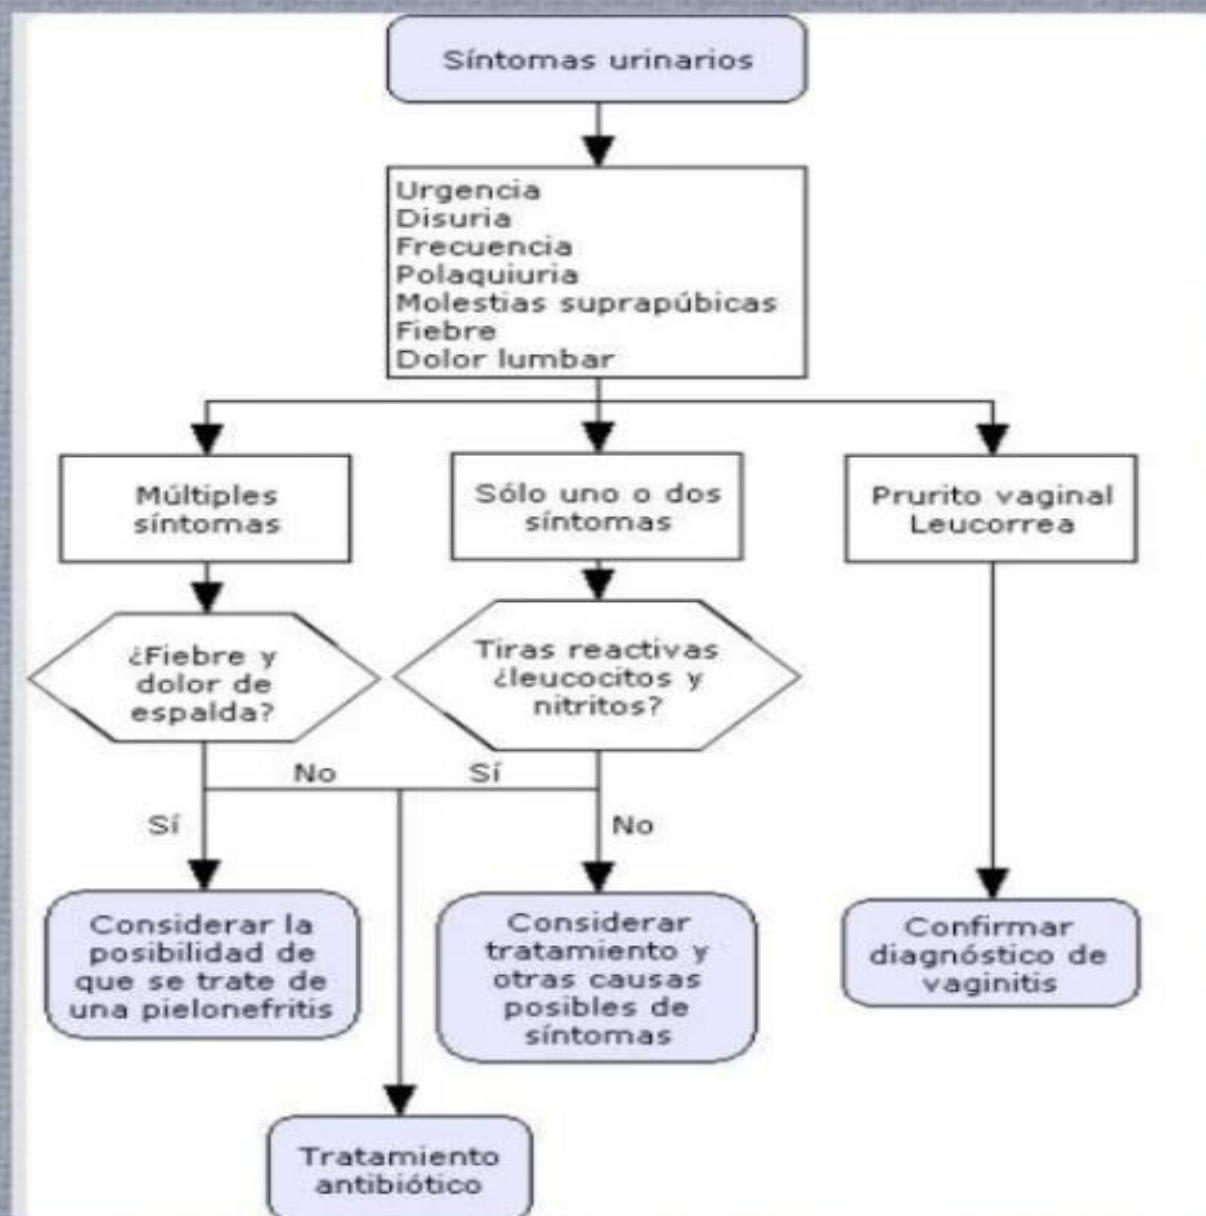 Síntomas urinarios
Urgencia
Disuria
Frecuencia
Polaquiuria
Molestias suprapúbicas
Fiebre
Dolor lumbar
Múltiples
síntomas
Sólo uno o dos
síntomas
Prurito vaginal
Leucorrea
¿Fiebre y
dolor de
espalda?
Tiras reactivas
¿leucocitos y
nitritos?
No
Sí
Sí
No
Considerar la
posibilidad de
que se trate de
una pielonefritis
Considerar
tratamiento y
otras causas
posibles de
síntomas
Confirmar
diagnóstico de
vaginitis
Tratamiento
antibiótico